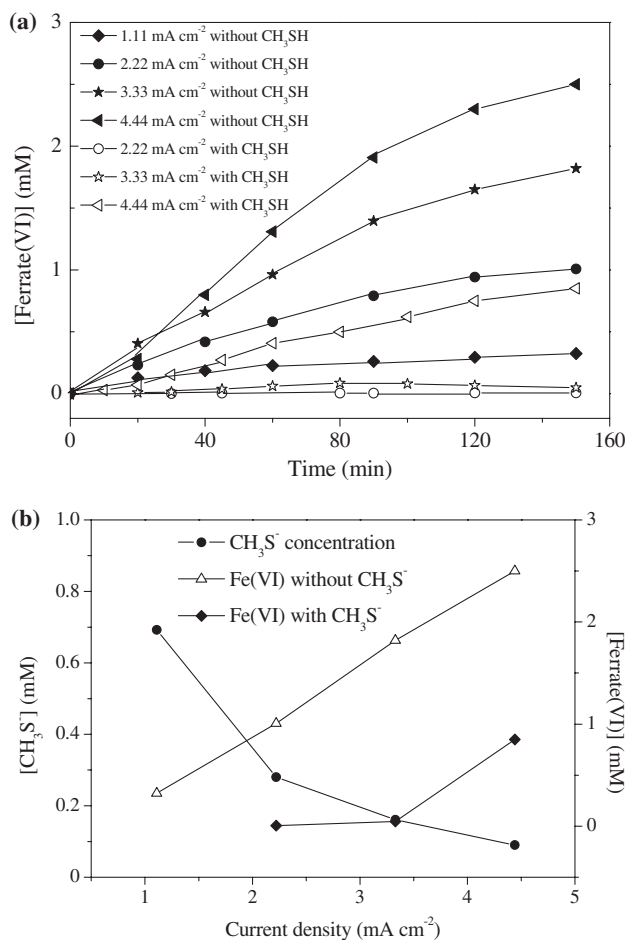 (a)
1.11 mA cm⁻² without CH₃SH
2.22 mA cm⁻² without CH₃SH
3.33 mA cm⁻² without CH₃SH
4.44 mA cm⁻² without CH₃SH
2.22 mA cm⁻² with CH₃SH
3.33 mA cm⁻² with CH₃SH
4.44 mA cm⁻² with CH₃SH
3
2
1
0
[Ferrate(VI)] (mM)
0 40 80 120 160
Time (min)
(b)
CH₃S⁻ concentration
Fe(VI) without CH₃S⁻
Fe(VI) with CH₃S⁻
1.0
0.8
0.6
0.4
0.2
0
[CH₃S⁻] (mM)
3
2
1
0
[Ferrate(VI)] (mM)
1 2 3 4 5
Current density (mA cm⁻²)